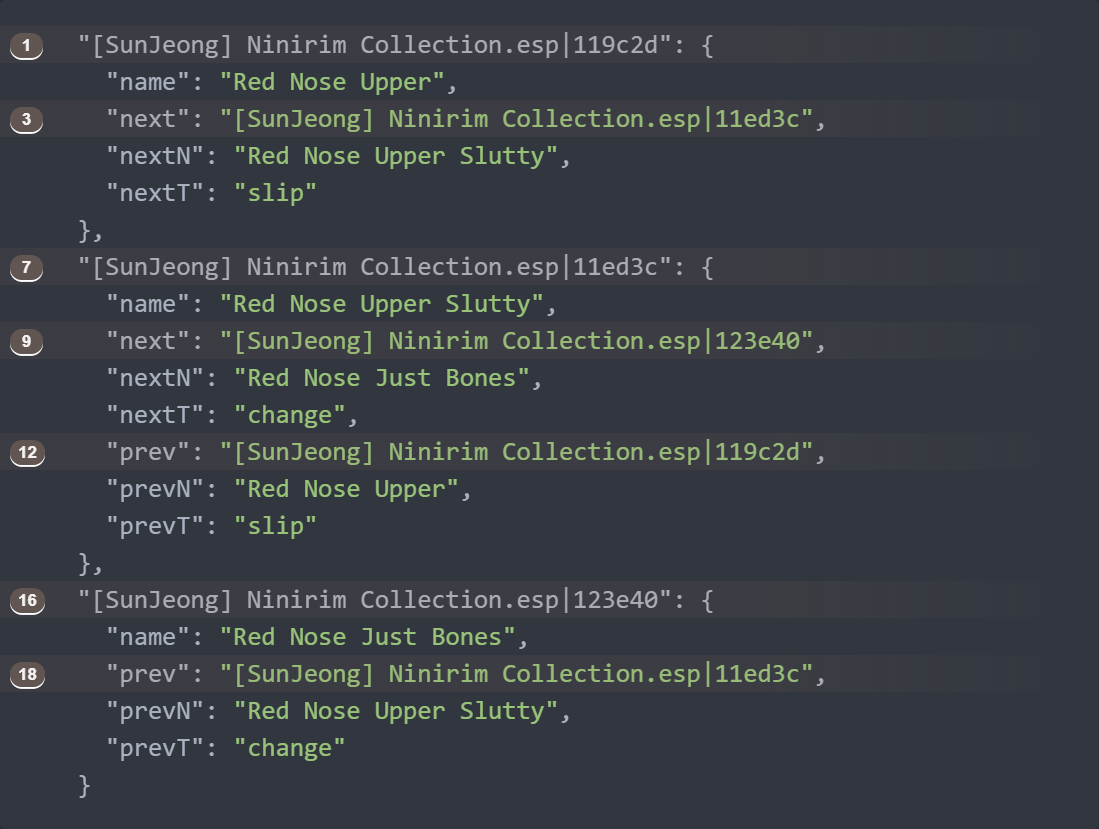 1 "[SunJeong] Ninirim Collection.esp|119c2d": {
"name": "Red Nose Upper",
3 "next": "[SunJeong] Ninirim Collection.esp|11ed3c",
"nextN": "Red Nose Upper Slutty",
"nextT": "slip"
},
7 "[SunJeong] Ninirim Collection.esp|11ed3c": {
"name": "Red Nose Upper Slutty",
9 "next": "[SunJeong] Ninirim Collection.esp|123e40",
"nextN": "Red Nose Just Bones",
"nextT": "change",
12 "prev": "[SunJeong] Ninirim Collection.esp|119c2d",
"prevN": "Red Nose Upper",
"prevT": "slip"
},
16 "[SunJeong] Ninirim Collection.esp|123e40": {
"name": "Red Nose Just Bones",
18 "prev": "[SunJeong] Ninirim Collection.esp|11ed3c",
"prevN": "Red Nose Upper Slutty",
"prevT": "change"
}